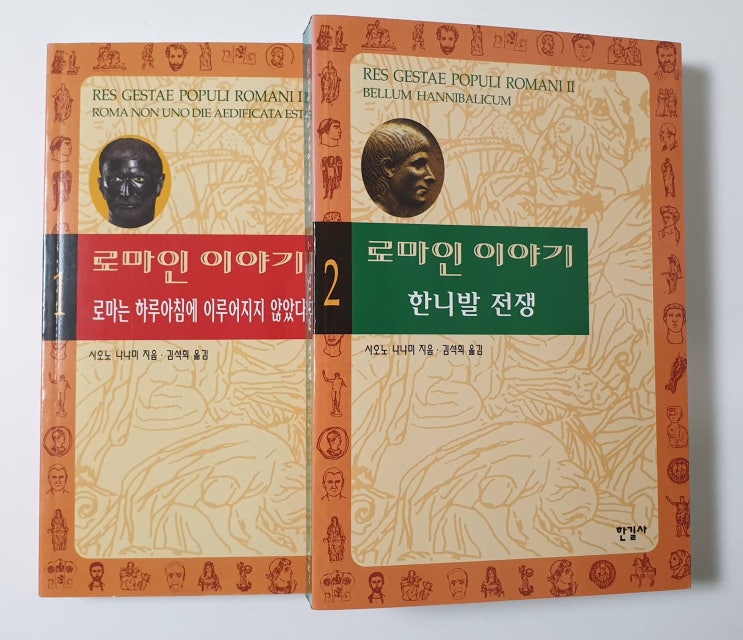 RES GESTAE POPULI ROMANI I
ROMA NON UNO DIE AEDIFICATA EST
1
로마인 이야기
로마는 하루아침에 이루어지지 않았다
시오노 나나미 지음·김석희 옮김
RES GESTAE POPULI ROMANI II
BELLUM HANNIBALICUM
2
로마인 이야기
한니발 전쟁
시오노 나나미 지음·김석희 옮김
한길사